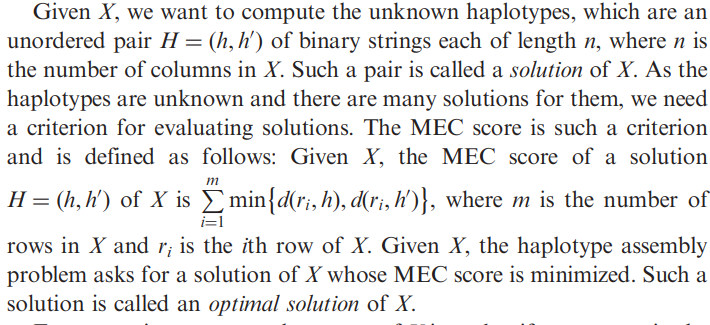 Given X, we want to compute the unknown haplotypes, which are an
unordered pair H = (h, h′) of binary strings each of length n, where n is
the number of columns in X. Such a pair is called a solution of X. As the
haplotypes are unknown and there are many solutions for them, we need
a criterion for evaluating solutions. The MEC score is such a criterion
and is defined as follows: Given X, the MEC score of a solution
H = (h, h′) of X is ∑_{i=1}^{m} min{d(r_i, h), d(r_i, h′)}, where m is the number of
rows in X and r_i is the ith row of X. Given X, the haplotype assembly
problem asks for a solution of X whose MEC score is minimized. Such a
solution is called an optimal solution of X.